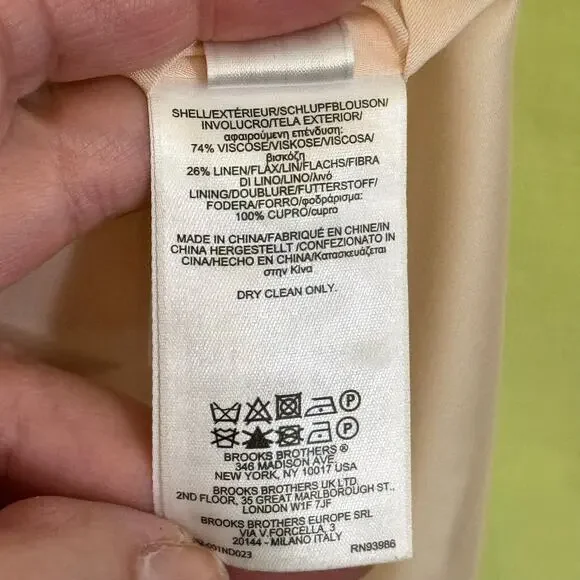 SHELL/EXTÉRIEUR/SCHLUPFBLOUSON/
INVOLUCRO/TELA EXTERIOR/
αφαιρούμενη επένδυση:
74% VISCOSE/VISKOSE/VISCOSA/
βισκόζη
26% LINEN/FLAX/LIN/FLACHS/FIBRA
DI LINO/LINO/λινό
LINING/DOUBLURE/FUTTERSTOFF/
FODERA/FORRO/φοδράρισμα:
100% CUPRO/cupro
MADE IN CHINA/FABRIQUÉ EN CHINE/IN
CHINA HERGESTELLT /CONFEZIONATO IN
CINA/HECHO EN CHINA/Κατασκευάζεται
στην Κίνα
DRY CLEAN ONLY.
P
P
BROOKS BROTHERS ®
346 MADISON AVE.
NEW YORK, NY 10017 USA
BROOKS BROTHERS UK LTD
2ND FLOOR, 35 GREAT MARLBOROUGH ST.,
LONDON W1F 7JF
BROOKS BROTHERS EUROPE SRL
VIA V.FORCELLA, 3
20144 - MILANO ITALY
RN93986